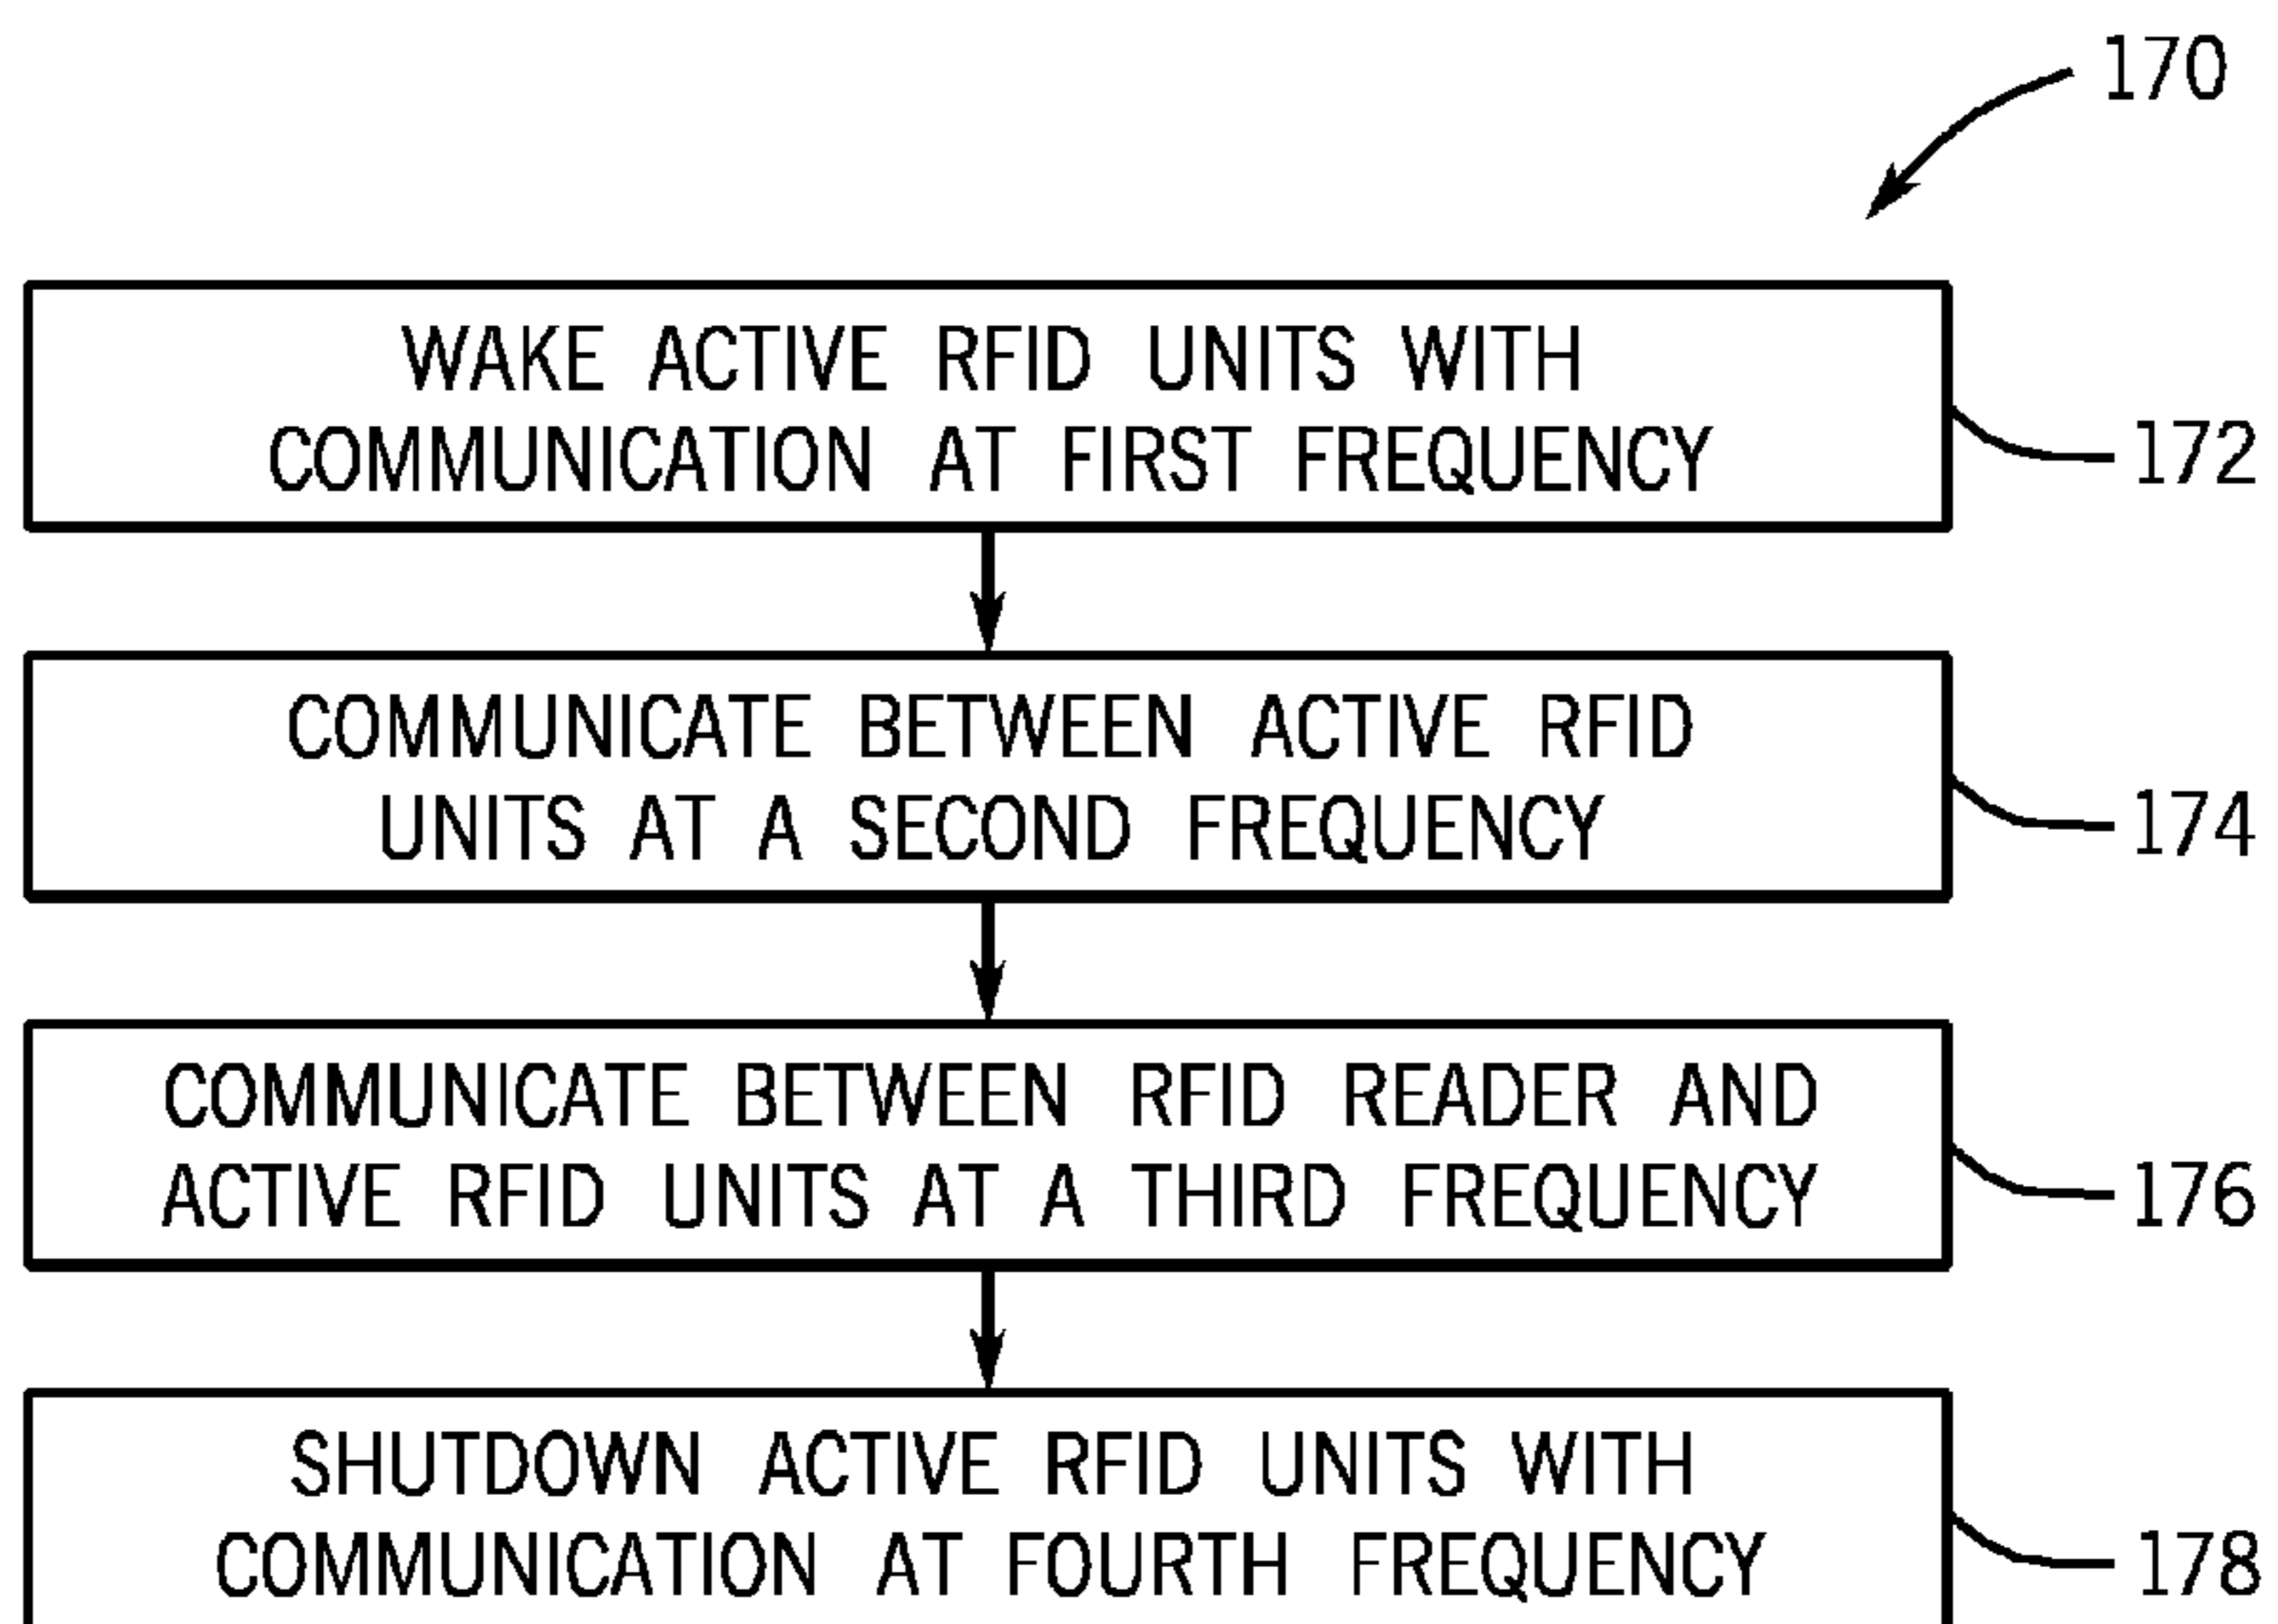 170
WAKE ACTIVE RFID UNITS WITH
COMMUNICATION AT FIRST FREQUENCY
172
COMMUNICATE BETWEEN ACTIVE RFID
UNITS AT A SECOND FREQUENCY
174
COMMUNICATE BETWEEN RFID READER AND
ACTIVE RFID UNITS AT A THIRD FREQUENCY
176
SHUTDOWN ACTIVE RFID UNITS WITH
COMMUNICATION AT FOURTH FREQUENCY
178